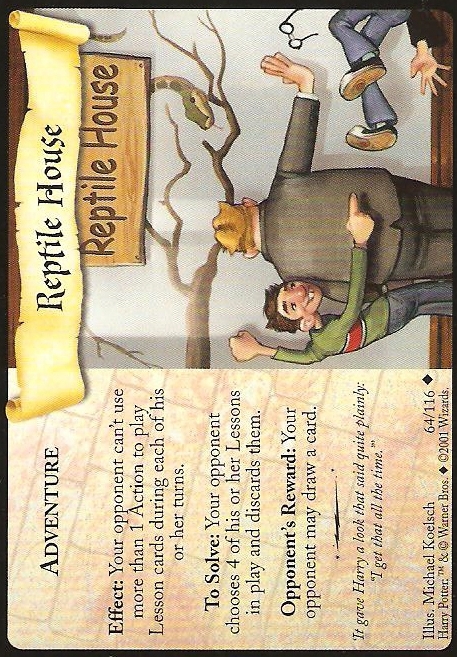 Reptile House
Reptile House
ADVENTURE
Effect: Your opponent can't use
more than 1 Action to play
Lesson cards during each of his
or her turns.
To Solve: Your opponent
chooses 4 of his or her Lessons
in play and discards them.
Opponent's Reward: Your
opponent may draw a card.
"It gave Harry a look that said quite plainly:
'I get that all the time.'"
Illus. Michael Koelsch 64/116 ◆
Harry Potter, ™ & © Warner Bros. ◆ ©2001 Wizards.